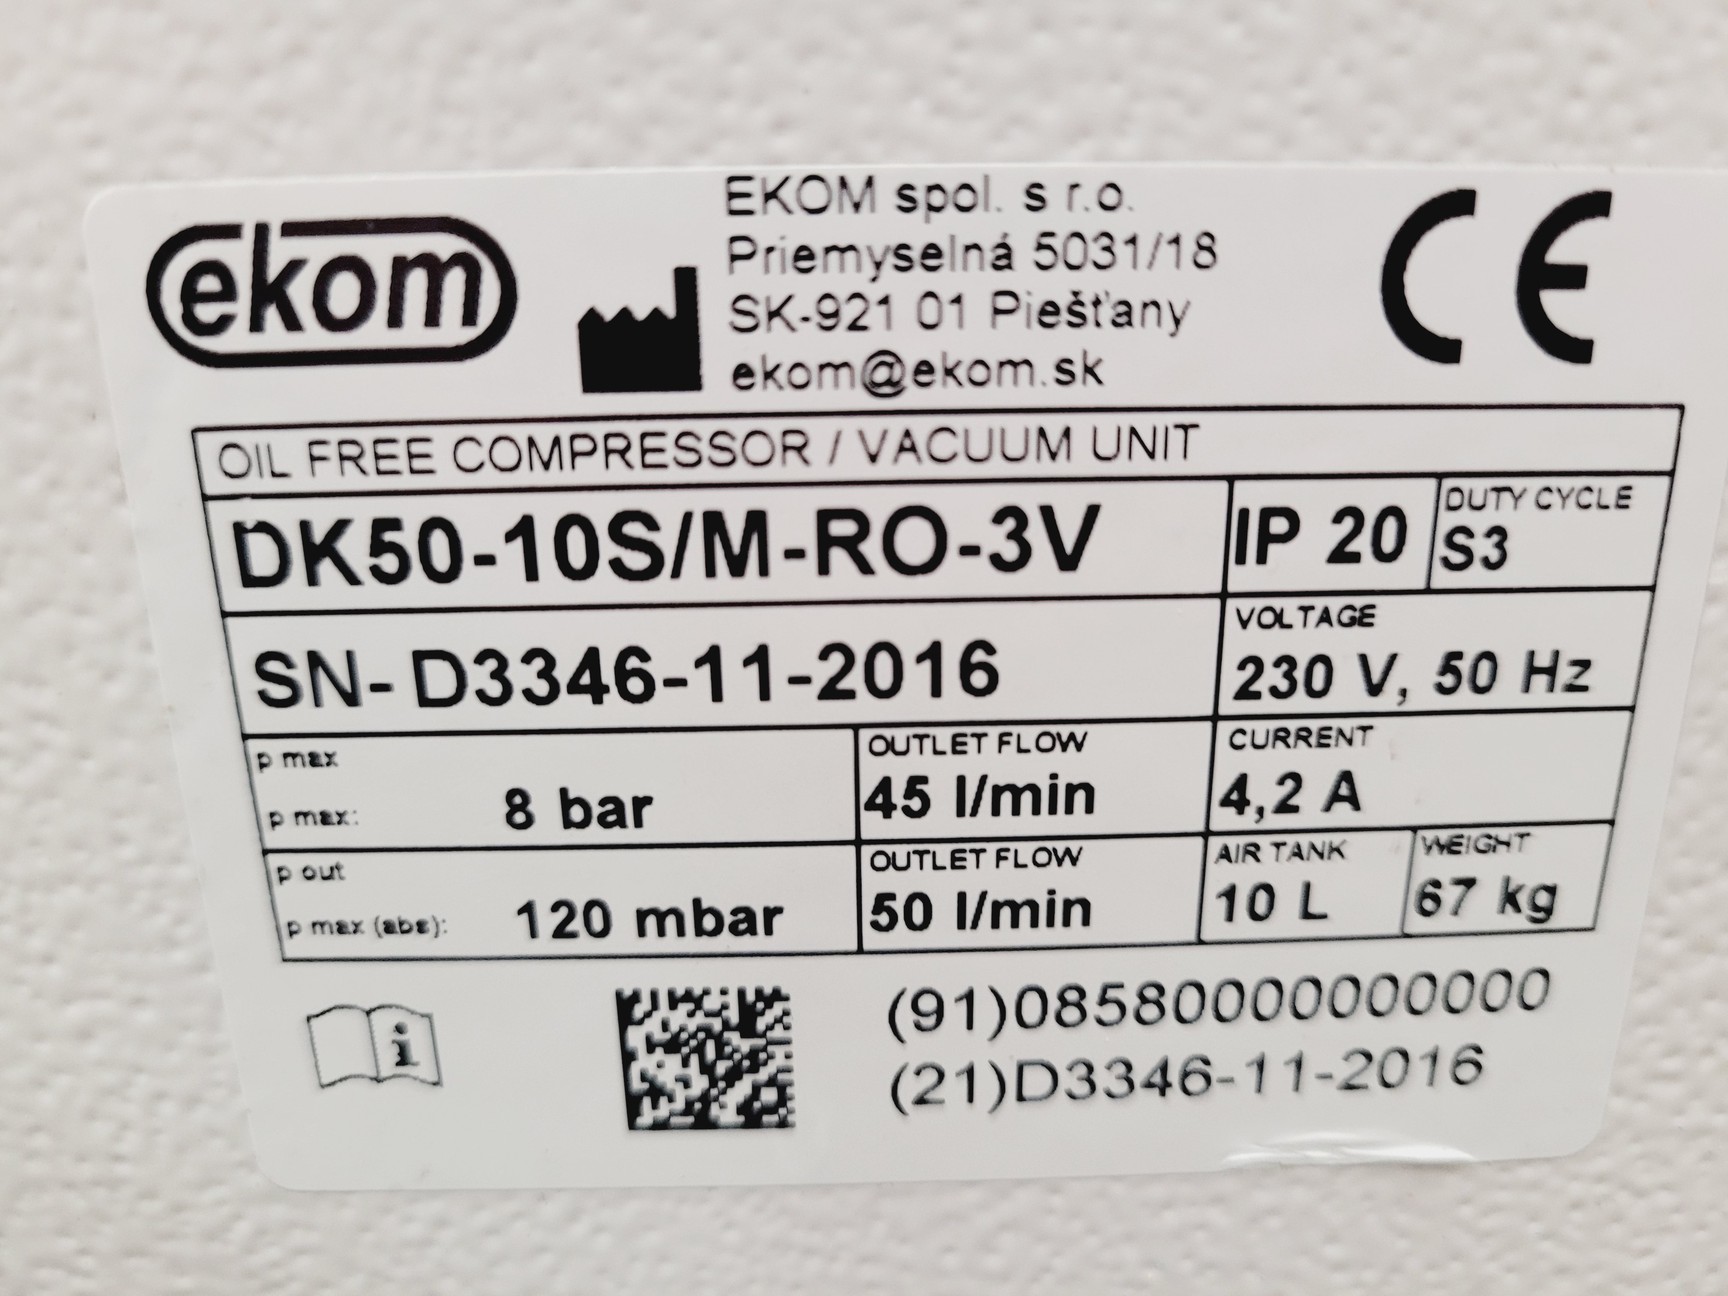 ekom
EKOM spol. s r.o.
Priemyselná 5031/18
SK-921 01 Piešťany
ekom@ekom.sk
CE
OIL FREE COMPRESSOR / VACUUM UNIT
DK50-10S/M-RO-3V
IP 20
DUTY CYCLE
S3
SN- D3346-11-2016
VOLTAGE
230 V, 50 Hz
p max
p max: 8 bar
OUTLET FLOW
45 l/min
CURRENT
4,2 A
p out
p max (abs): 120 mbar
OUTLET FLOW
50 l/min
AIR TANK
10 L
WEIGHT
67 kg
i
(91)08580000000000
(21)D3346-11-2016